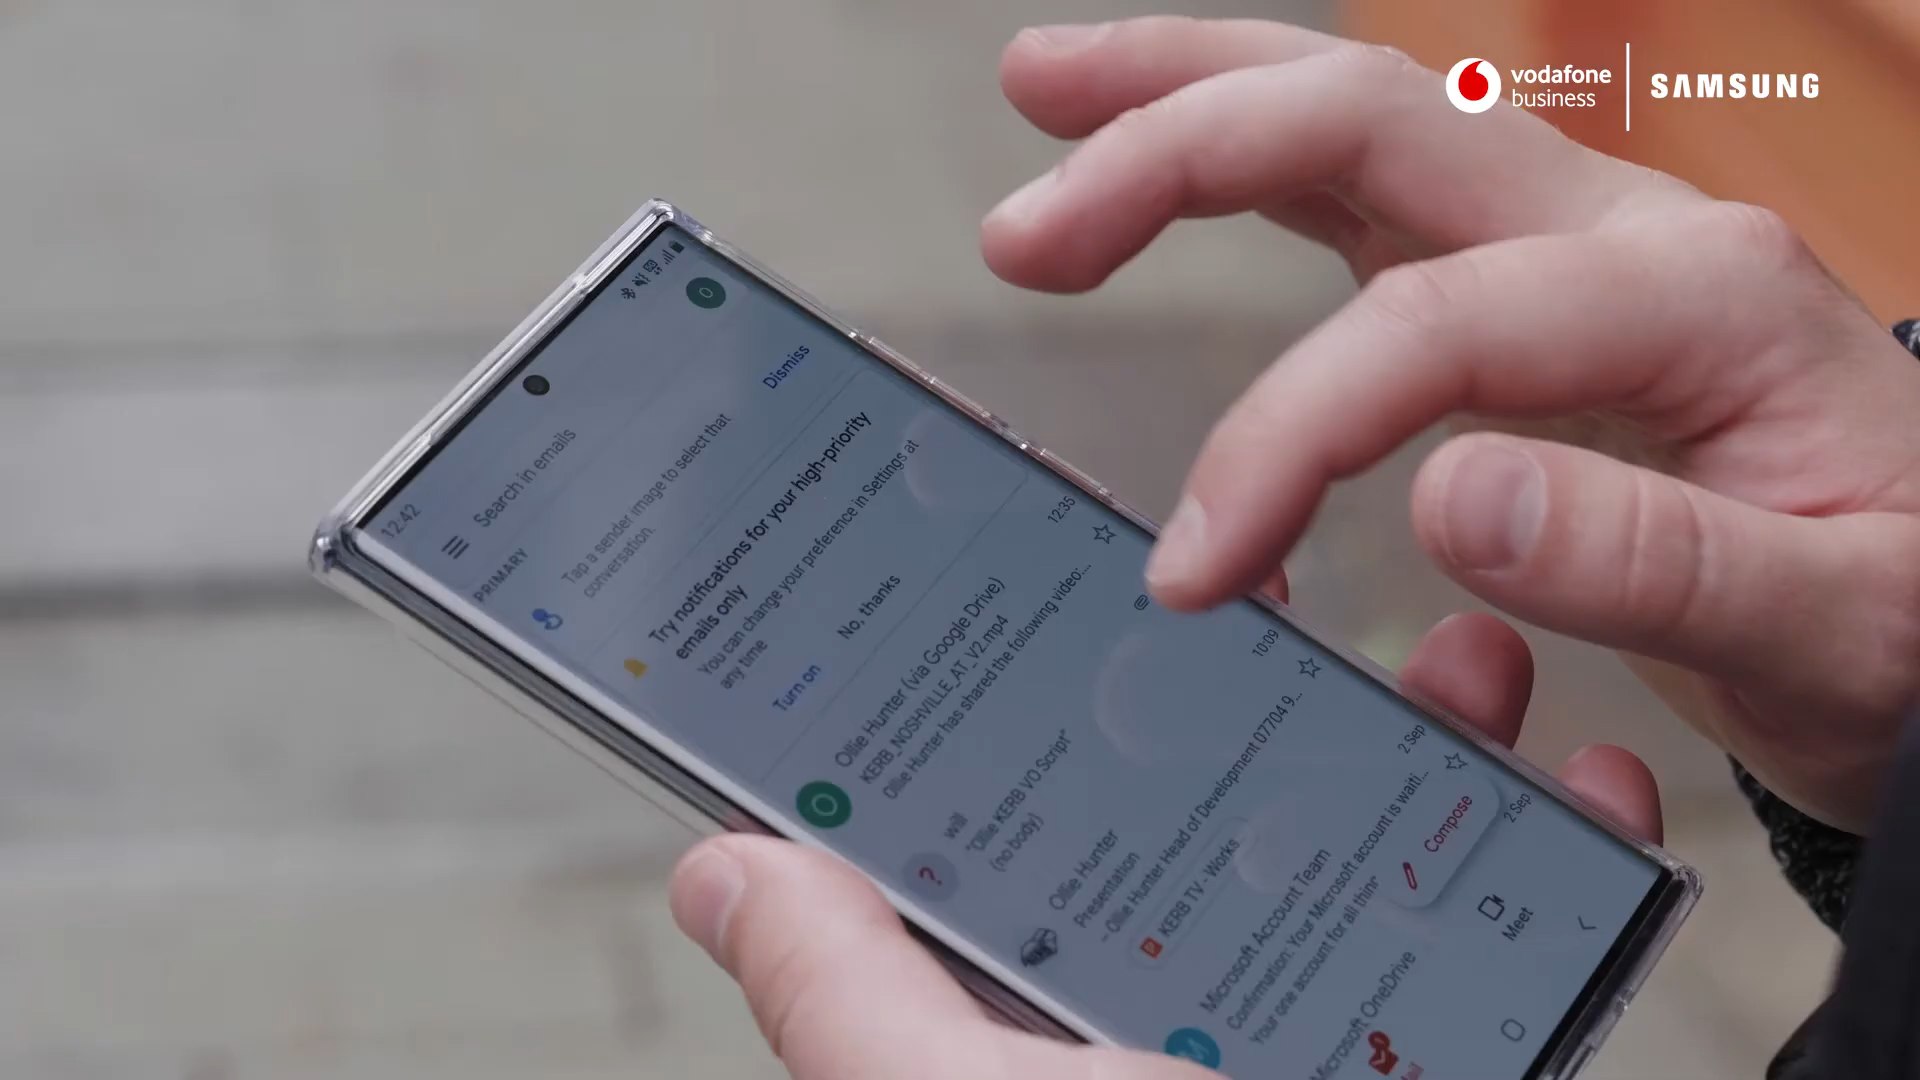 vodafone
business
SAMSUNG
12:42
Search in emails
O
PRIMARY
Tap a sender image to select that
conversation.
Dismiss
Try notifications for your high-priority
emails only
You can change your preference in Settings at
any time
Turn on
No, thanks
O
Ollie Hunter (via Google Drive)
12:35
KERB_NOSHVILLE_AT_V2.mp4
Ollie Hunter has shared the following video:...
?
will
10:09
"Ollie KERB VO Script"
(no body)
Ollie Hunter
2 Sep
Presentation
- Ollie Hunter Head of Development 07704 9...
P KERB TV - Works
Microsoft Account Team
2 Sep
Confirmation: Your Microsoft account is waiti...
Your one account for all
Compose
Microsoft OneDrive
Meet